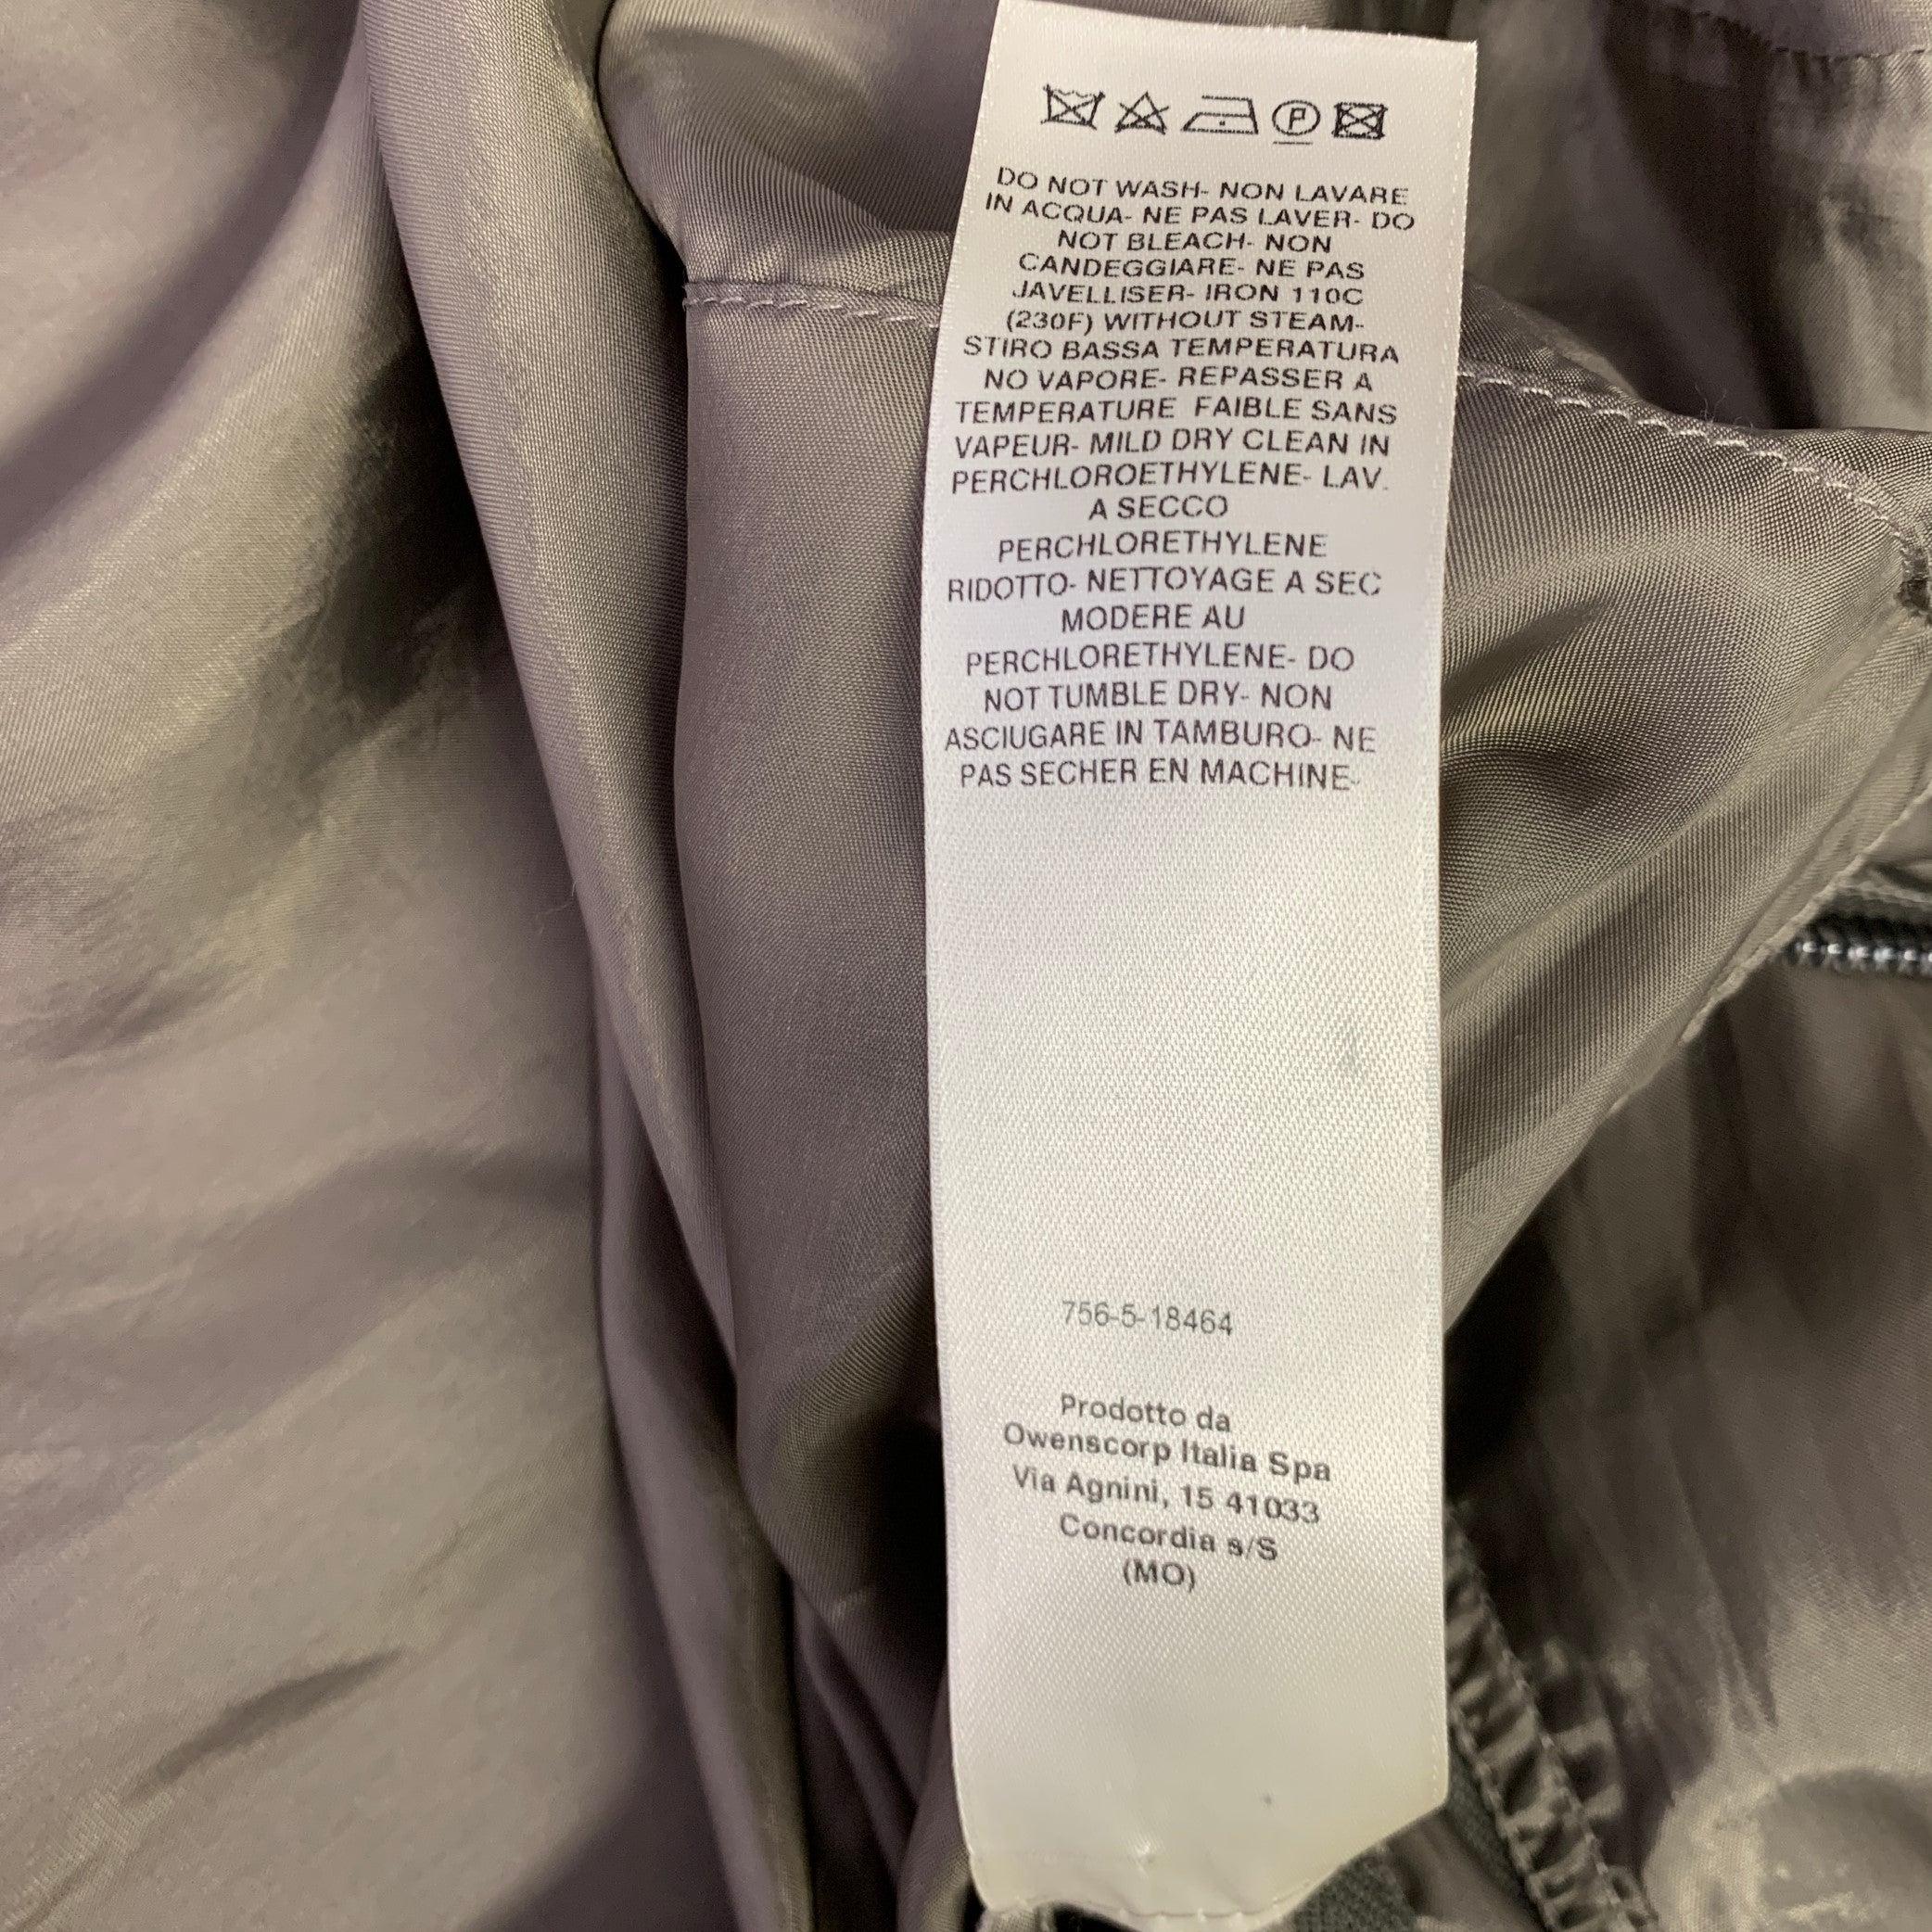 P
DO NOT WASH- NON LAVARE
IN ACQUA- NE PAS LAVER- DO
NOT BLEACH- NON
CANDEGGIARE- NE PAS
JAVELLISER- IRON 110C
(230F) WITHOUT STEAM-
STIRO BASSA TEMPERATURA
NO VAPORE- REPASSER A
TEMPERATURE FAIBLE SANS
VAPEUR- MILD DRY CLEAN IN
PERCHLOROETHYLENE- LAV.
A SECCO
PERCHLORETHYLENE
RIDOTTO- NETTOYAGE A SEC
MODERE AU
PERCHLORETHYLENE- DO
NOT TUMBLE DRY- NON
ASCIUGARE IN TAMBURO- NE
PAS SECHER EN MACHINE-
756-5-18464
Prodotto da
Owenscorp Italia Spa
Via Agnini, 15 41033
Concordia s/S
(MO)